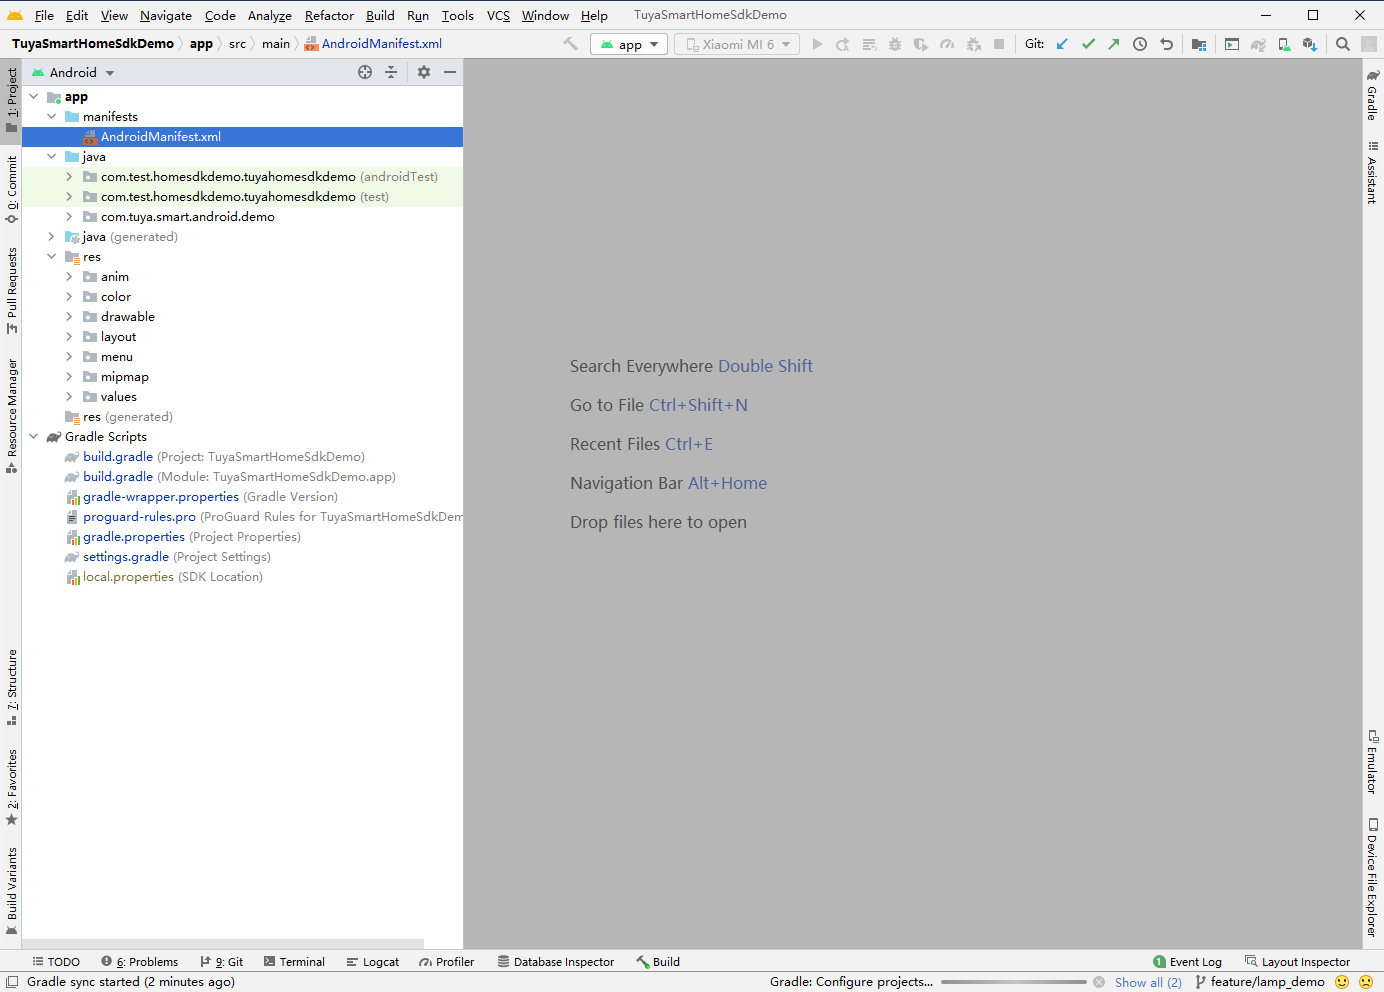 File Edit View Navigate Code Analyze Refactor Build Run Tools VCS Window Help TuyaSmartHomeSdkDemo
TuyaSmartHomeSdkDemo app src main AndroidManifest.xml app Xiaomi MI 6 Git:
Android
app
manifests
AndroidManifest.xml
java
com.test.homesdkdemo.tuyahomesdkdemo (androidTest)
com.test.homesdkdemo.tuyahomesdkdemo (test)
com.tuya.smart.android.demo
java (generated)
res
anim
color
drawable
layout
menu
mipmap
values
res (generated)
Gradle Scripts
build.gradle (Project: TuyaSmartHomeSdkDemo)
build.gradle (Module: TuyaSmartHomeSdkDemo.app)
gradle-wrapper.properties (Gradle Version)
proguard-rules.pro (ProGuard Rules for TuyaSmartHomeSdkDem
gradle.properties (Project Properties)
settings.gradle (Project Settings)
local.properties (SDK Location)
1: Project
0: Commit
Pull Requests
Resource Manager
7: Structure
2: Favorites
Build Variants
Search Everywhere Double Shift
Go to File Ctrl+Shift+N
Recent Files Ctrl+E
Navigation Bar Alt+Home
Drop files here to open
Gradle
Assistant
Emulator
Device File Explorer
TODO 6: Problems 9: Git Terminal Logcat Profiler Database Inspector Build 1 Event Log Layout Inspector
Gradle sync started (2 minutes ago) Gradle: Configure projects... Show all (2) feature/lamp_demo